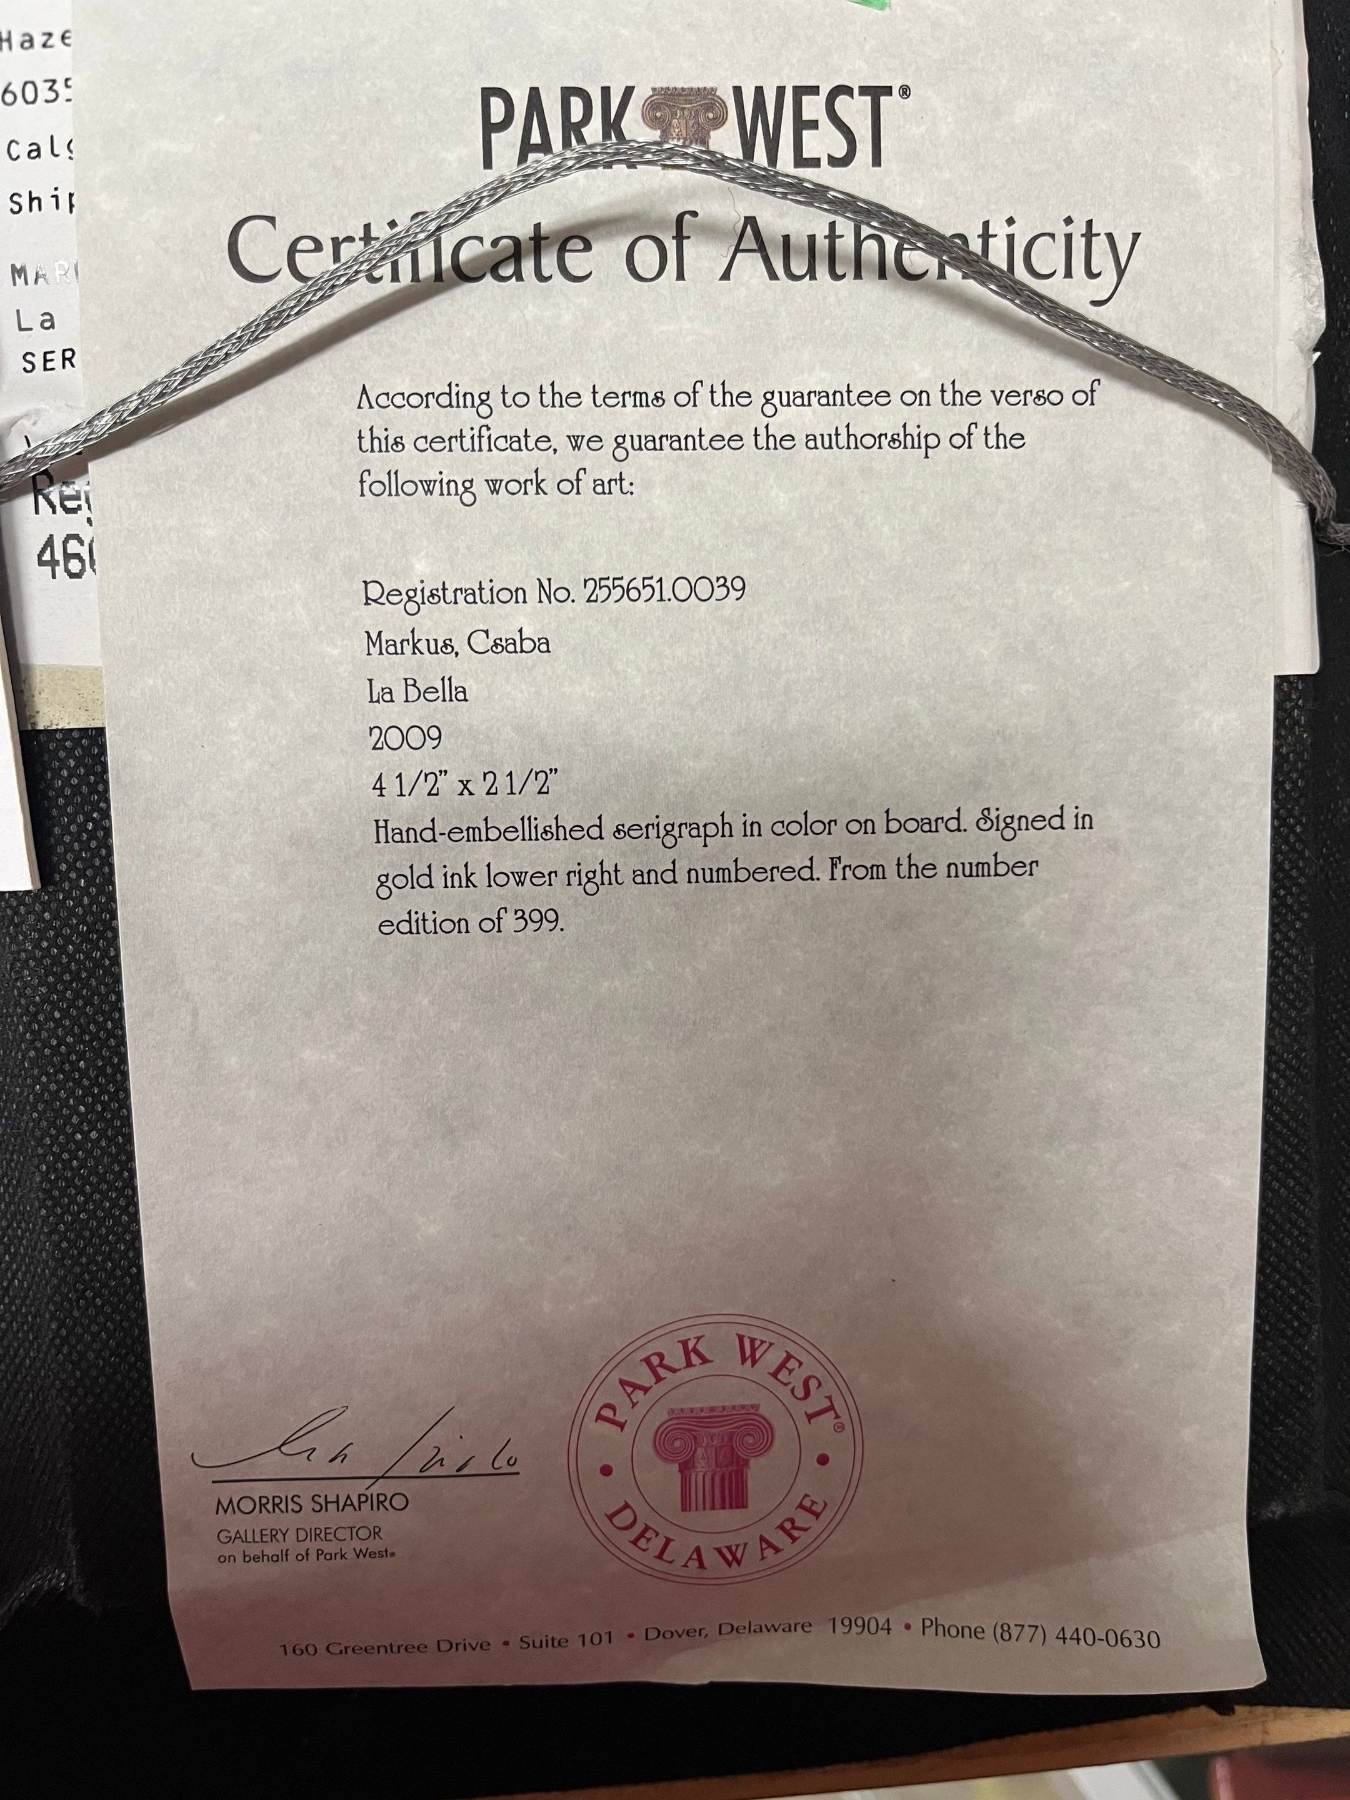 Haze
6035
Calg
Ship
MAR
La
SER
Reg
460
PARK WEST®
Certificate of Authenticity
According to the terms of the guarantee on the verso of
this certificate, we guarantee the authorship of the
following work of art:
Registration No. 255651.0039
Markus, Csaba
La Bella
2009
4 1/2" x 2 1/2"
Hand-embellished serigraph in color on board. Signed in
gold ink lower right and numbered. From the number
edition of 399.
MORRIS SHAPIRO
GALLERY DIRECTOR
on behalf of Park West®
PARK WEST®
• DELAWARE •
160 Greentree Drive • Suite 101 • Dover, Delaware 19904 • Phone (877) 440-0630